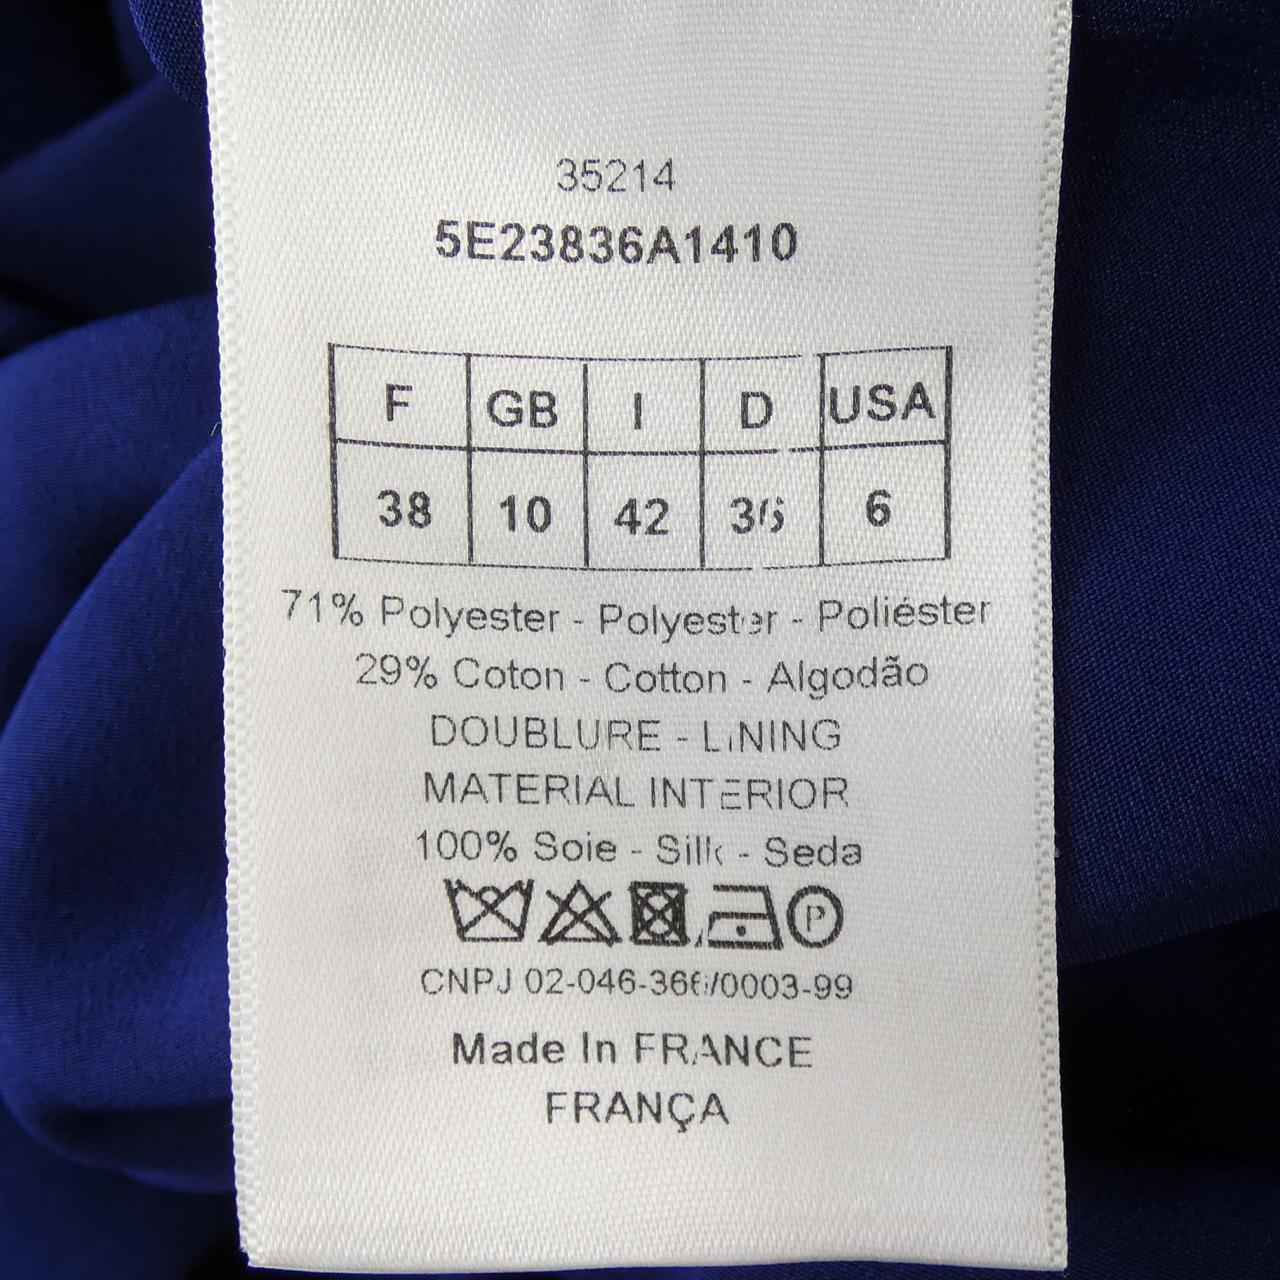 35214
5E23836A1410
F GB I D USA
38 10 42 36 6
71% Polyester - Polyester - Poliéster
29% Coton - Cotton - Algodão
DOUBLURE - LINING
MATERIAL INTERIOR
100% Soie - Silk - Seda
P
CNPJ 02-046-366/0003-99
Made In FRANCE
FRANÇA